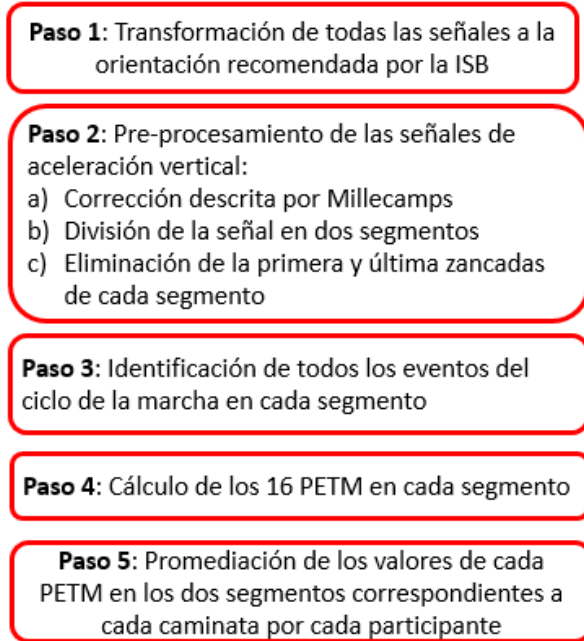 Paso 1: Transformación de todas las señales a la
orientación recomendada por la ISB
Paso 2: Pre-procesamiento de las señales de
aceleración vertical:
a) Corrección descrita por Millecamps
b) División de la señal en dos segmentos
c) Eliminación de la primera y última zancadas
de cada segmento
Paso 3: Identificación de todos los eventos del
ciclo de la marcha en cada segmento
Paso 4: Cálculo de los 16 PETM en cada segmento
Paso 5: Promediación de los valores de cada
PETM en los dos segmentos correspondientes a
cada caminata por cada participante